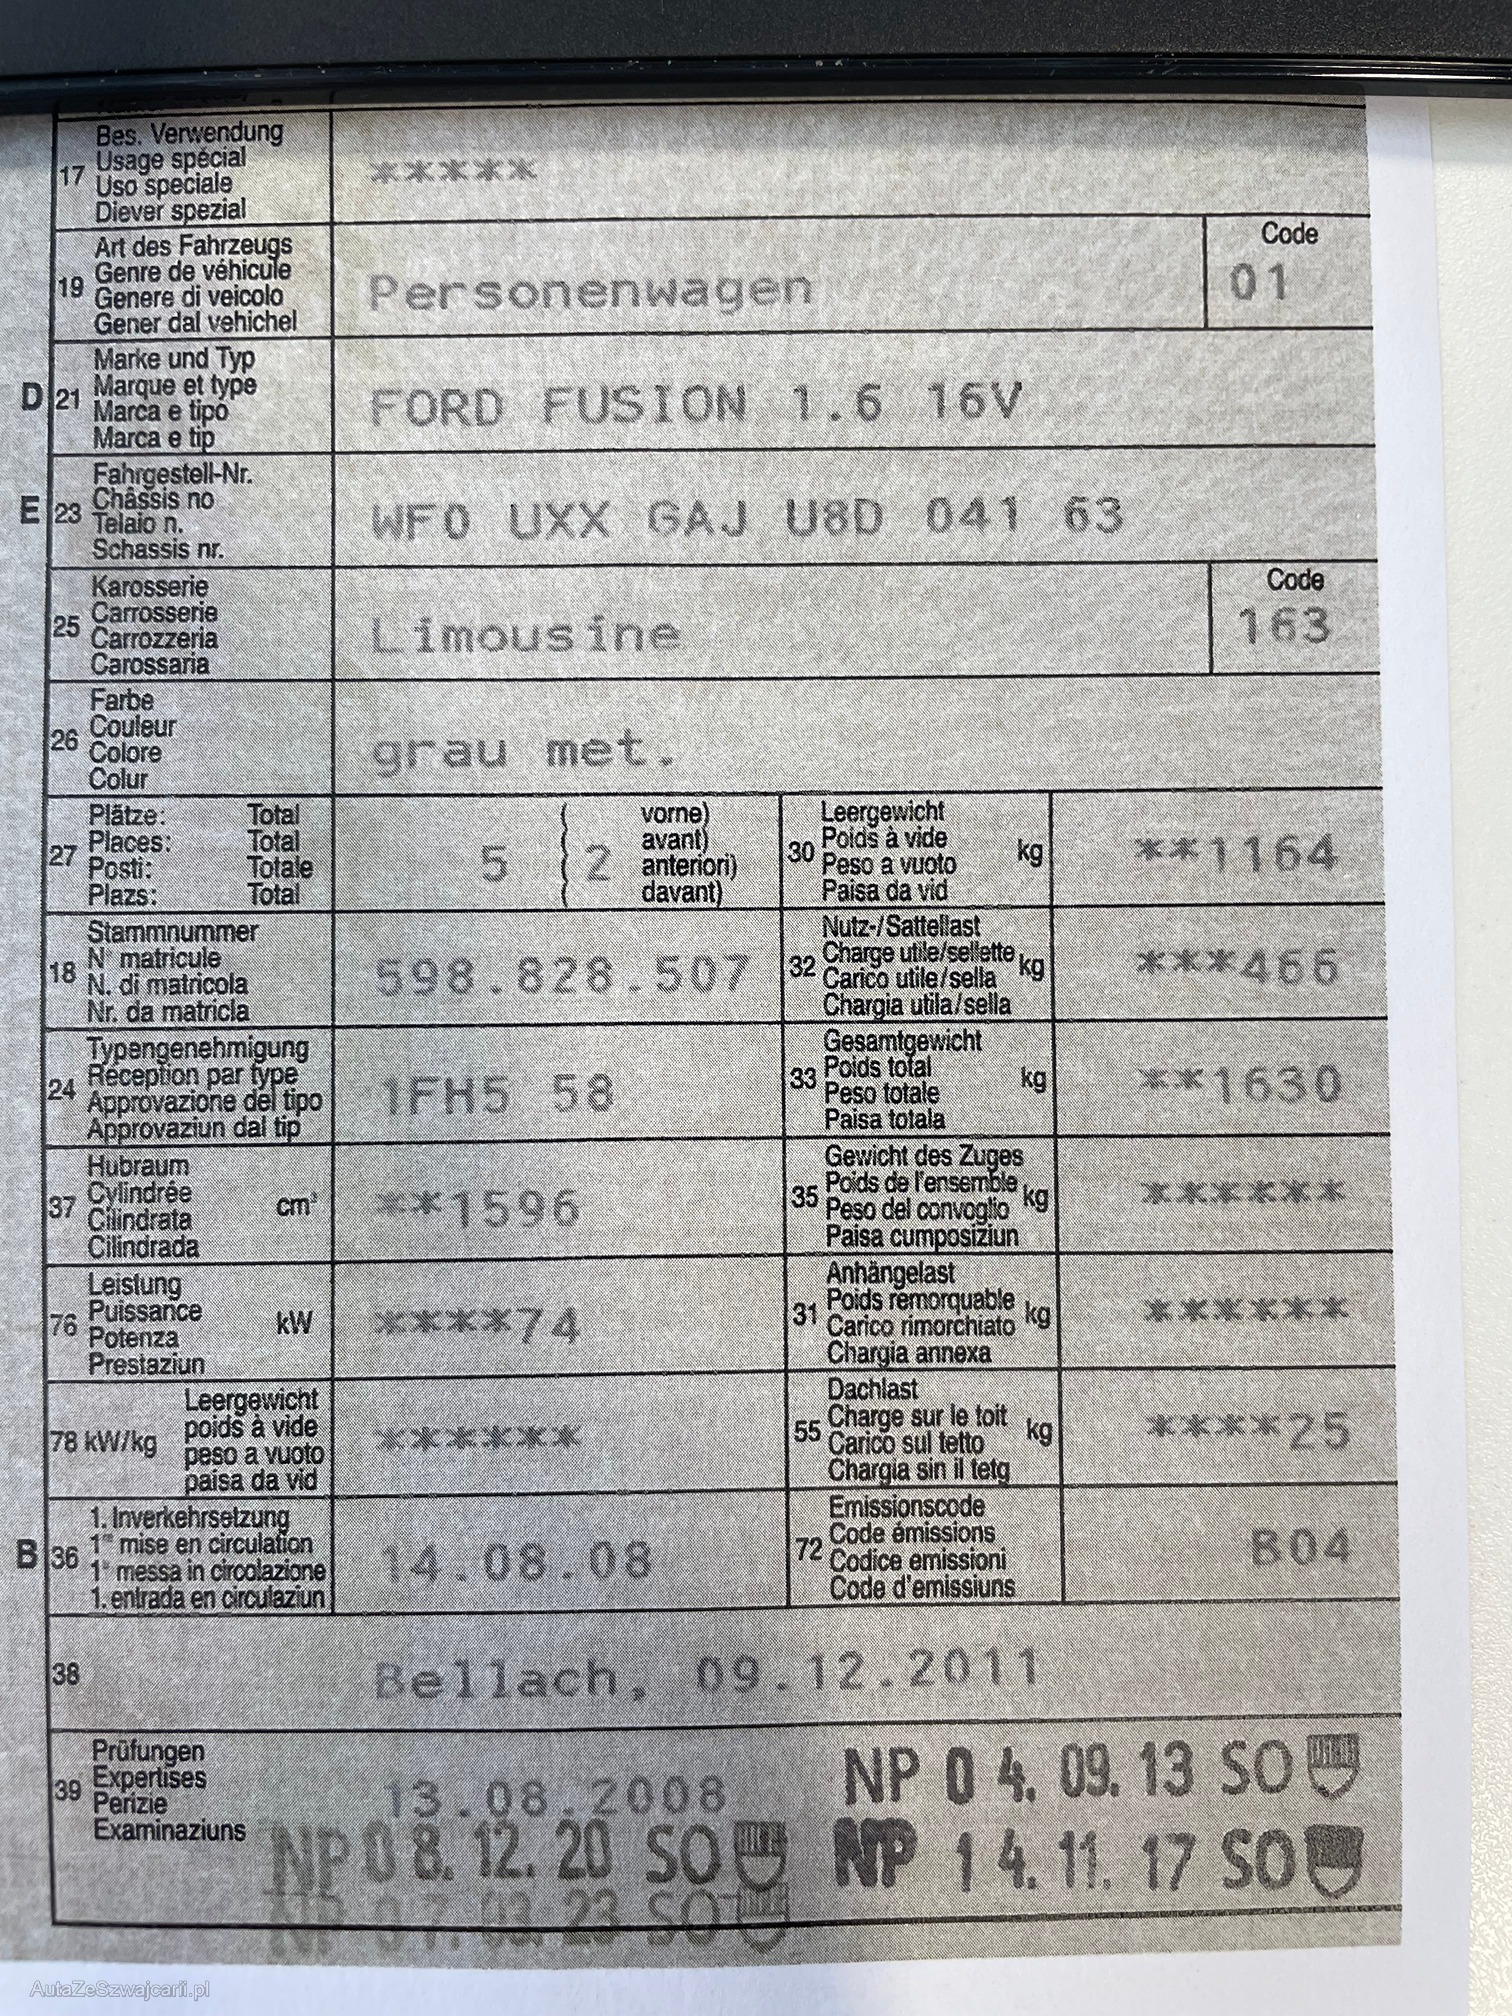 17 Bes. Verwendung
Usage spécial
Uso speciale
Diever spezial
*****
19 Art des Fahrzeugs
Genre de véhicule
Genere di veicolo
Gener dal vehichel
Personenwagen
Code
01
D 21 Marke und Typ
Marque et type
Marca e tipo
Marca e tip
FORD FUSION 1.6 16V
E 23 Fahrgestell-Nr.
Châssis no
Telaio n.
Schassis nr.
WF0 UXX GAJ U8D 041 63
25 Karosserie
Carrosserie
Carrozzeria
Carossaria
Limousine
Code
163
26 Farbe
Couleur
Colore
Colur
grau met.
27 Plätze: Total
Places: Total
Posti: Totale
Plazs: Total
5 ( 2 vorne)
avant)
anteriori)
davant)
30 Leergewicht
Poids à vide
Peso a vuoto
Paisa da vid
kg
**1164
18 Stammnummer
N° matricule
N. di matricola
Nr. da matricla
598.828.507
32 Nutz-/Sattellast
Charge utile/sellette
Carico utile/sella
Chargia utila/sella
kg
***466
24 Typengenehmigung
Réception par type
Approvazione del tipo
Approvaziun dal tip
1FH5 58
33 Gesamtgewicht
Poids total
Peso totale
Paisa totala
kg
**1630
37 Hubraum
Cylindrée
Cilindrata
Cilindrada
cm³
**1596
35 Gewicht des Zuges
Poids de l'ensemble
Peso del convoglio
Paisa cumposiziun
kg
******
76 Leistung
Puissance
Potenza
Prestaziun
kW
****74
31 Anhängelast
Poids remorquable
Carico rimorchiato
Chargia annexa
kg
******
78 kW/kg
Leergewicht
poids à vide
peso a vuoto
paisa da vid
******
55 Dachlast
Charge sur le toit
Carico sul tetto
Chargia sin il tetg
kg
****25
B 36 1. Inverkehrsetzung
1re mise en circulation
1a messa in circolazione
1. entrada en circulaziun
14.08.08
72 Emissionscode
Code émissions
Codice emissioni
Code d'emissiuns
B04
38 Bellach, 09.12.2011
39 Prüfungen
Expertises
Perizie
Examinaziuns
13.08.2008
NP 04.09.13 SO
NP 08.12.20 SO
NP 14.11.17 SO
NP 07.03.23 SO
AutaZeSzwajcarii.pl